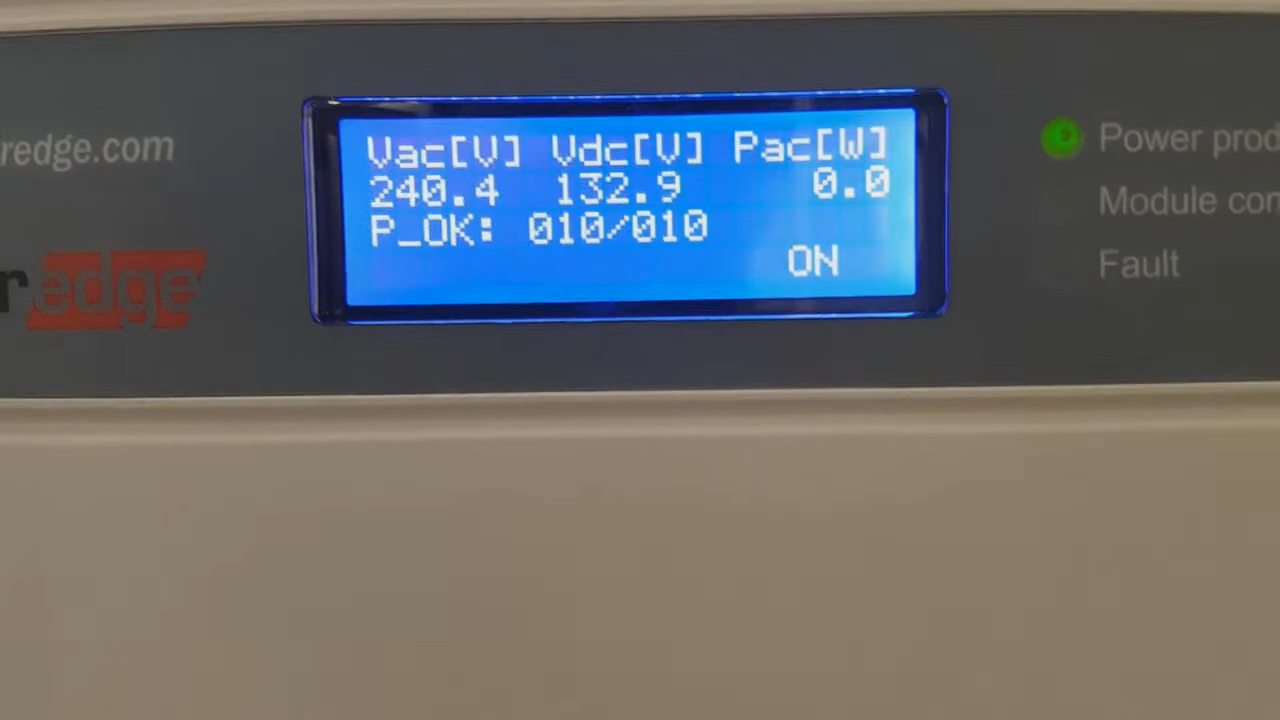 redge.com
r edge
Vac[V] Vdc[V] Pac[W]
240.4 132.9 0.0
P_OK: 010/010
ON
Power prod
Module con
Fault